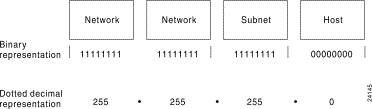 Network Network Subnet Host
Binary
representation 11111111 11111111 11111111 00000000
Dotted decimal
representation 255 • 255 • 255 • 0
24145